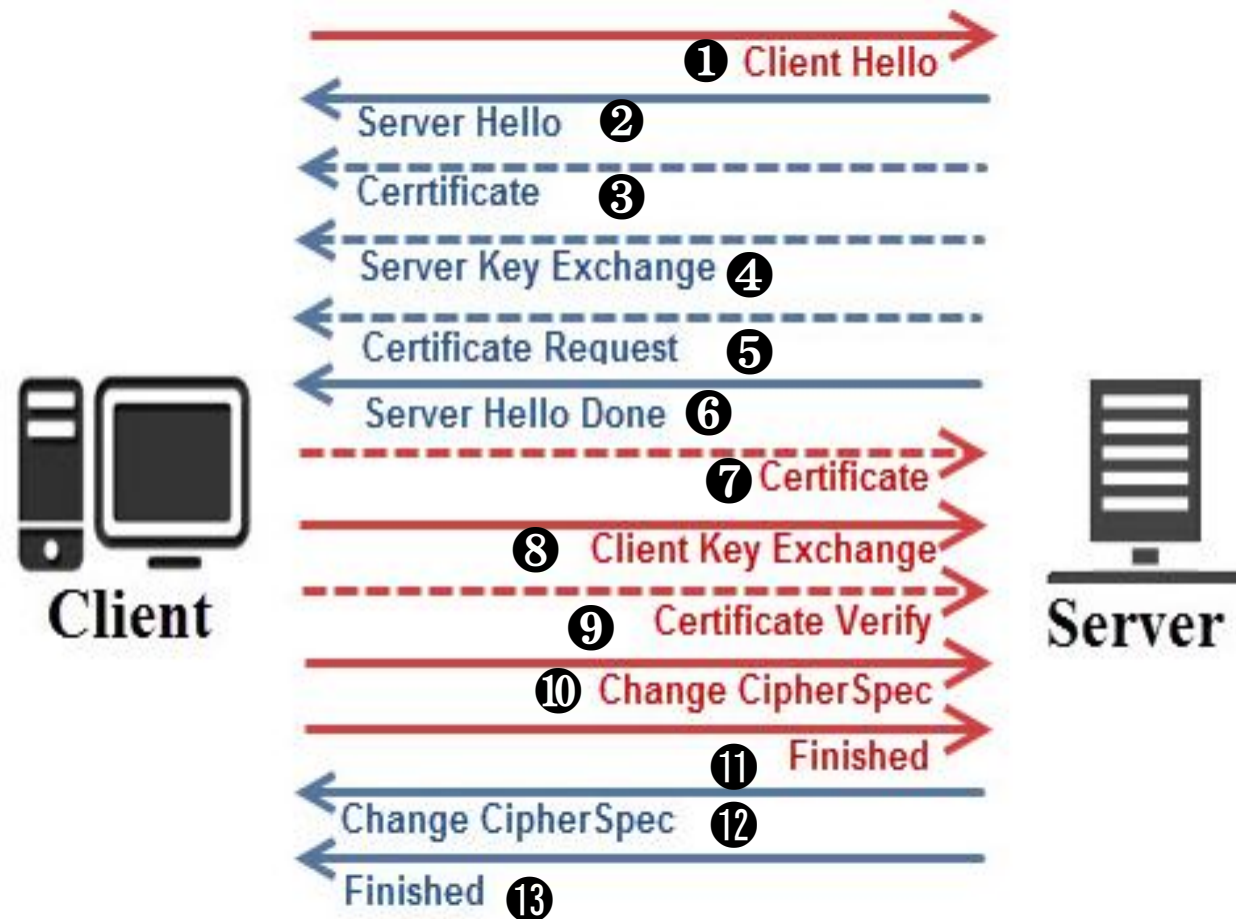 ❶ Client Hello
Server Hello ❷
Cerrtificate ❸
Server Key Exchange ❹
Certificate Request ❺
Server Hello Done ❻
❼ Certificate
❽ Client Key Exchange
❾ Certificate Verify
❿ Change CipherSpec
⓫ Finished
Change CipherSpec ⓬
Finished ⓭
Client
Server